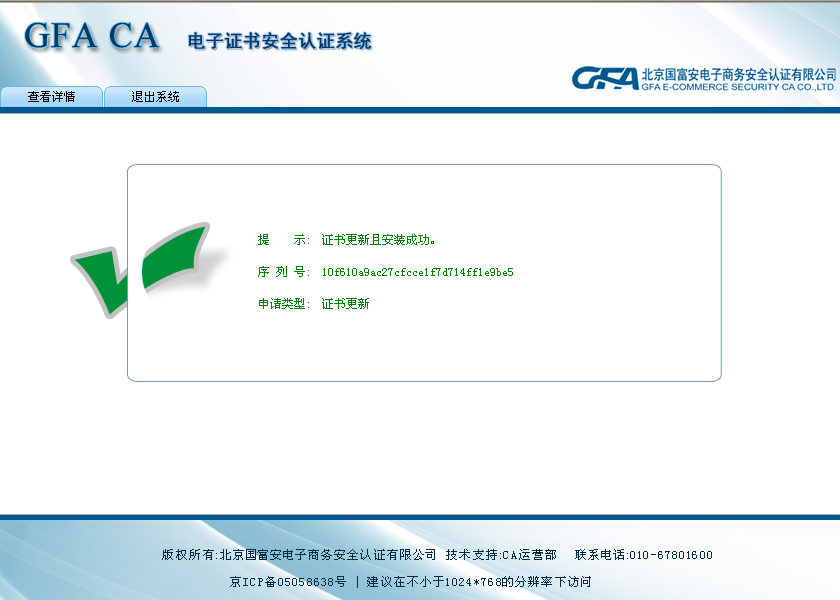 GFA CA 电子证书安全认证系统
GFA 北京国富安电子商务安全认证有限公司
GFA E-COMMERCE SECURITY CA CO.,LTD.
查看详情 退出系统
提 示: 证书更新且安装成功。
序 列 号: 10f610a9ac27cfcce1f7d714ff1e9be5
申请类型: 证书更新
版权所有:北京国富安电子商务安全认证有限公司 技术支持:CA运营部 联系电话:010-67801600
京ICP备05058638号 | 建议在不小于1024*768的分辨率下访问